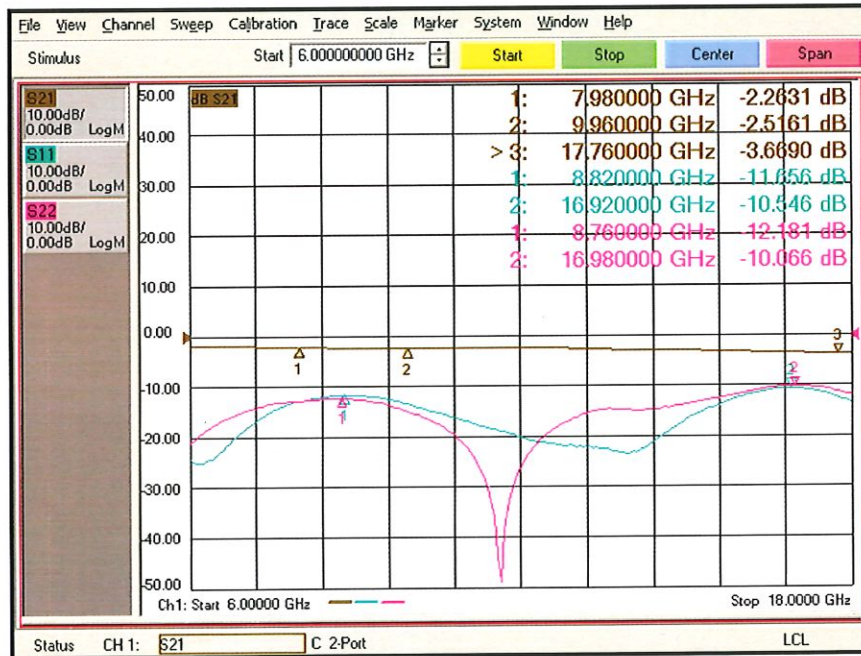 File View Channel Sweep Calibration Trace Scale Marker System Window Help
Stimulus Start 6.000000000 GHz Start Stop Center Span
S21
10.00dB/
0.00dB LogM
S11
10.00dB/
0.00dB LogM
S22
10.00dB/
0.00dB LogM
50.00
40.00
30.00
20.00
10.00
0.00
-10.00
-20.00
-30.00
-40.00
-50.00
dB S21
1: 7.980000 GHz -2.2631 dB
2: 9.960000 GHz -2.5161 dB
> 3: 17.760000 GHz -3.6690 dB
1: 8.820000 GHz -11.656 dB
2: 16.920000 GHz -10.546 dB
1: 8.760000 GHz -12.181 dB
2: 16.980000 GHz -10.066 dB
3
1
2
2
1
Ch1: Start 6.00000 GHz
Stop 18.0000 GHz
Status CH 1: S21 C 2-Port LCL